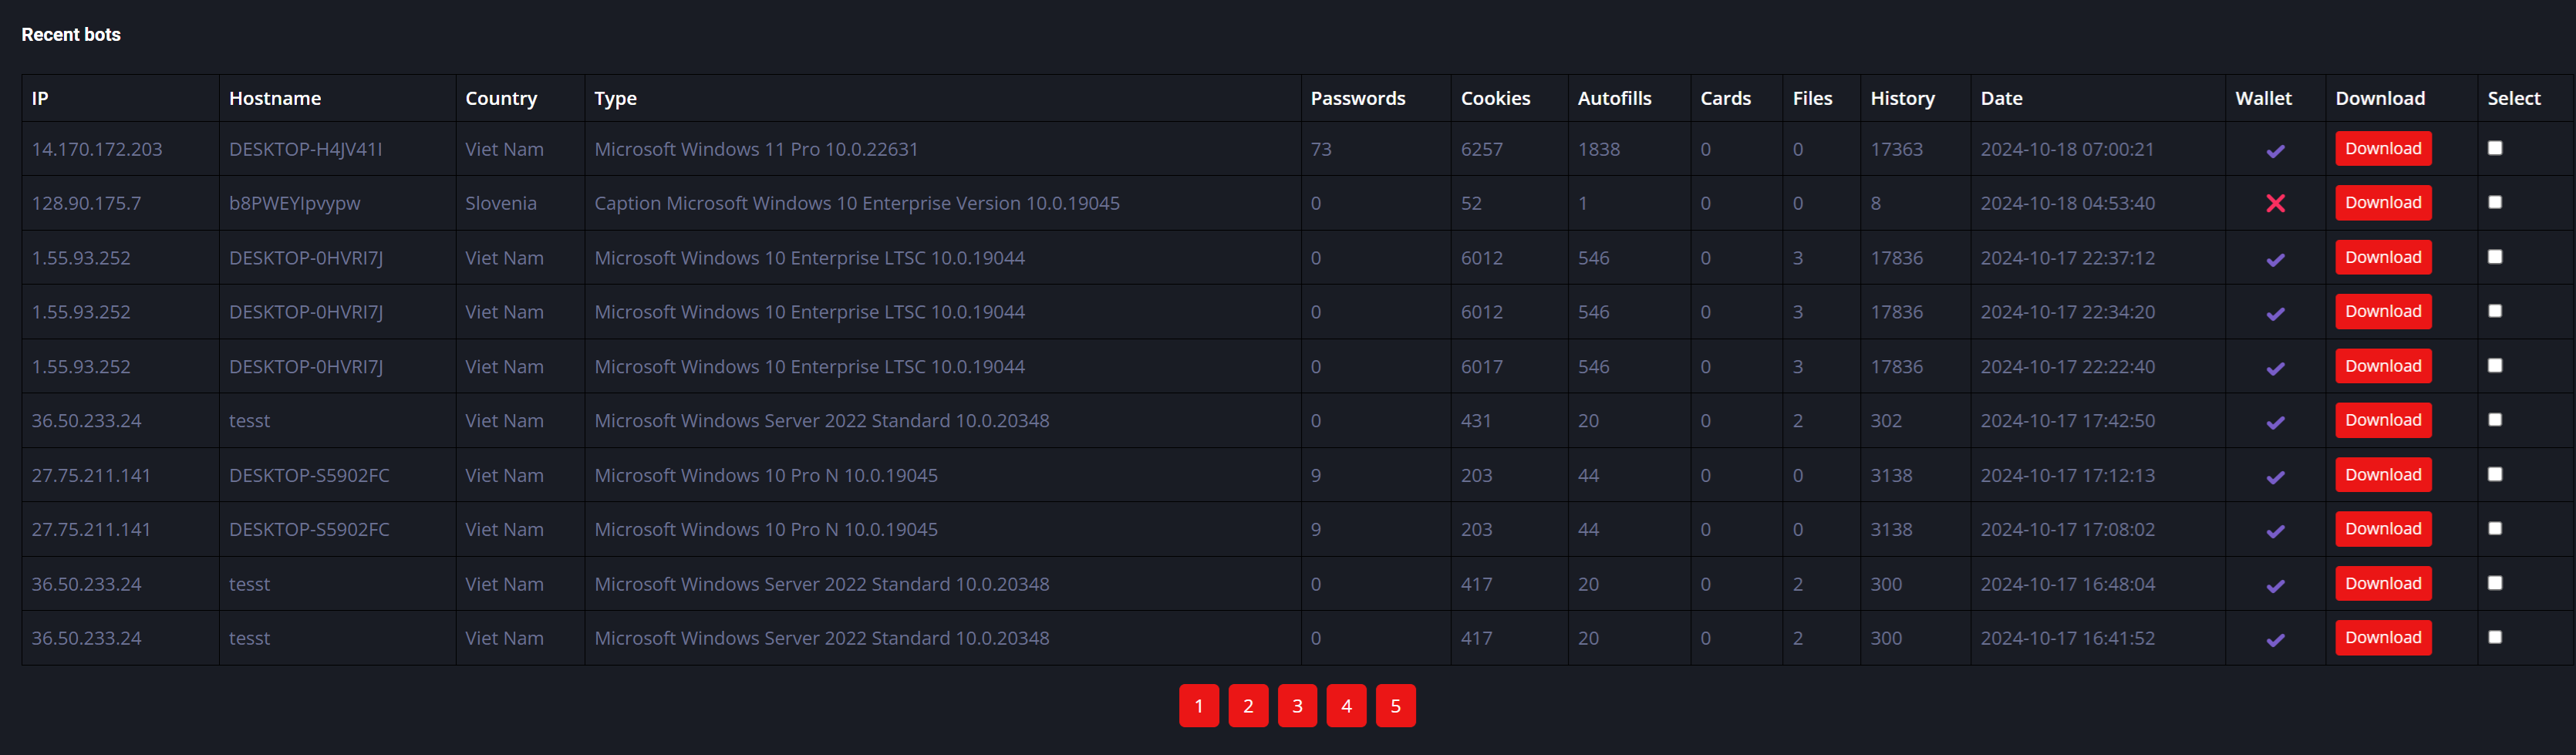 Recent bots
IP Hostname Country Type Passwords Cookies Autofills Cards Files History Date Wallet Download Select
14.170.172.203 DESKTOP-H4JV41I Viet Nam Microsoft Windows 11 Pro 10.0.22631 73 6257 1838 0 0 17363 2024-10-18 07:00:21 Download
128.90.175.7 b8PWEYIpvypw Slovenia Caption Microsoft Windows 10 Enterprise Version 10.0.19045 0 52 1 0 0 8 2024-10-18 04:53:40 Download
1.55.93.252 DESKTOP-0HVRI7J Viet Nam Microsoft Windows 10 Enterprise LTSC 10.0.19044 0 6012 546 0 3 17836 2024-10-17 22:37:12 Download
1.55.93.252 DESKTOP-0HVRI7J Viet Nam Microsoft Windows 10 Enterprise LTSC 10.0.19044 0 6012 546 0 3 17836 2024-10-17 22:34:20 Download
1.55.93.252 DESKTOP-0HVRI7J Viet Nam Microsoft Windows 10 Enterprise LTSC 10.0.19044 0 6017 546 0 3 17836 2024-10-17 22:22:40 Download
36.50.233.24 tesst Viet Nam Microsoft Windows Server 2022 Standard 10.0.20348 0 431 20 0 2 302 2024-10-17 17:42:50 Download
27.75.211.141 DESKTOP-S5902FC Viet Nam Microsoft Windows 10 Pro N 10.0.19045 9 203 44 0 0 3138 2024-10-17 17:12:13 Download
27.75.211.141 DESKTOP-S5902FC Viet Nam Microsoft Windows 10 Pro N 10.0.19045 9 203 44 0 0 3138 2024-10-17 17:08:02 Download
36.50.233.24 tesst Viet Nam Microsoft Windows Server 2022 Standard 10.0.20348 0 417 20 0 2 300 2024-10-17 16:48:04 Download
36.50.233.24 tesst Viet Nam Microsoft Windows Server 2022 Standard 10.0.20348 0 417 20 0 2 300 2024-10-17 16:41:52 Download
1 2 3 4 5